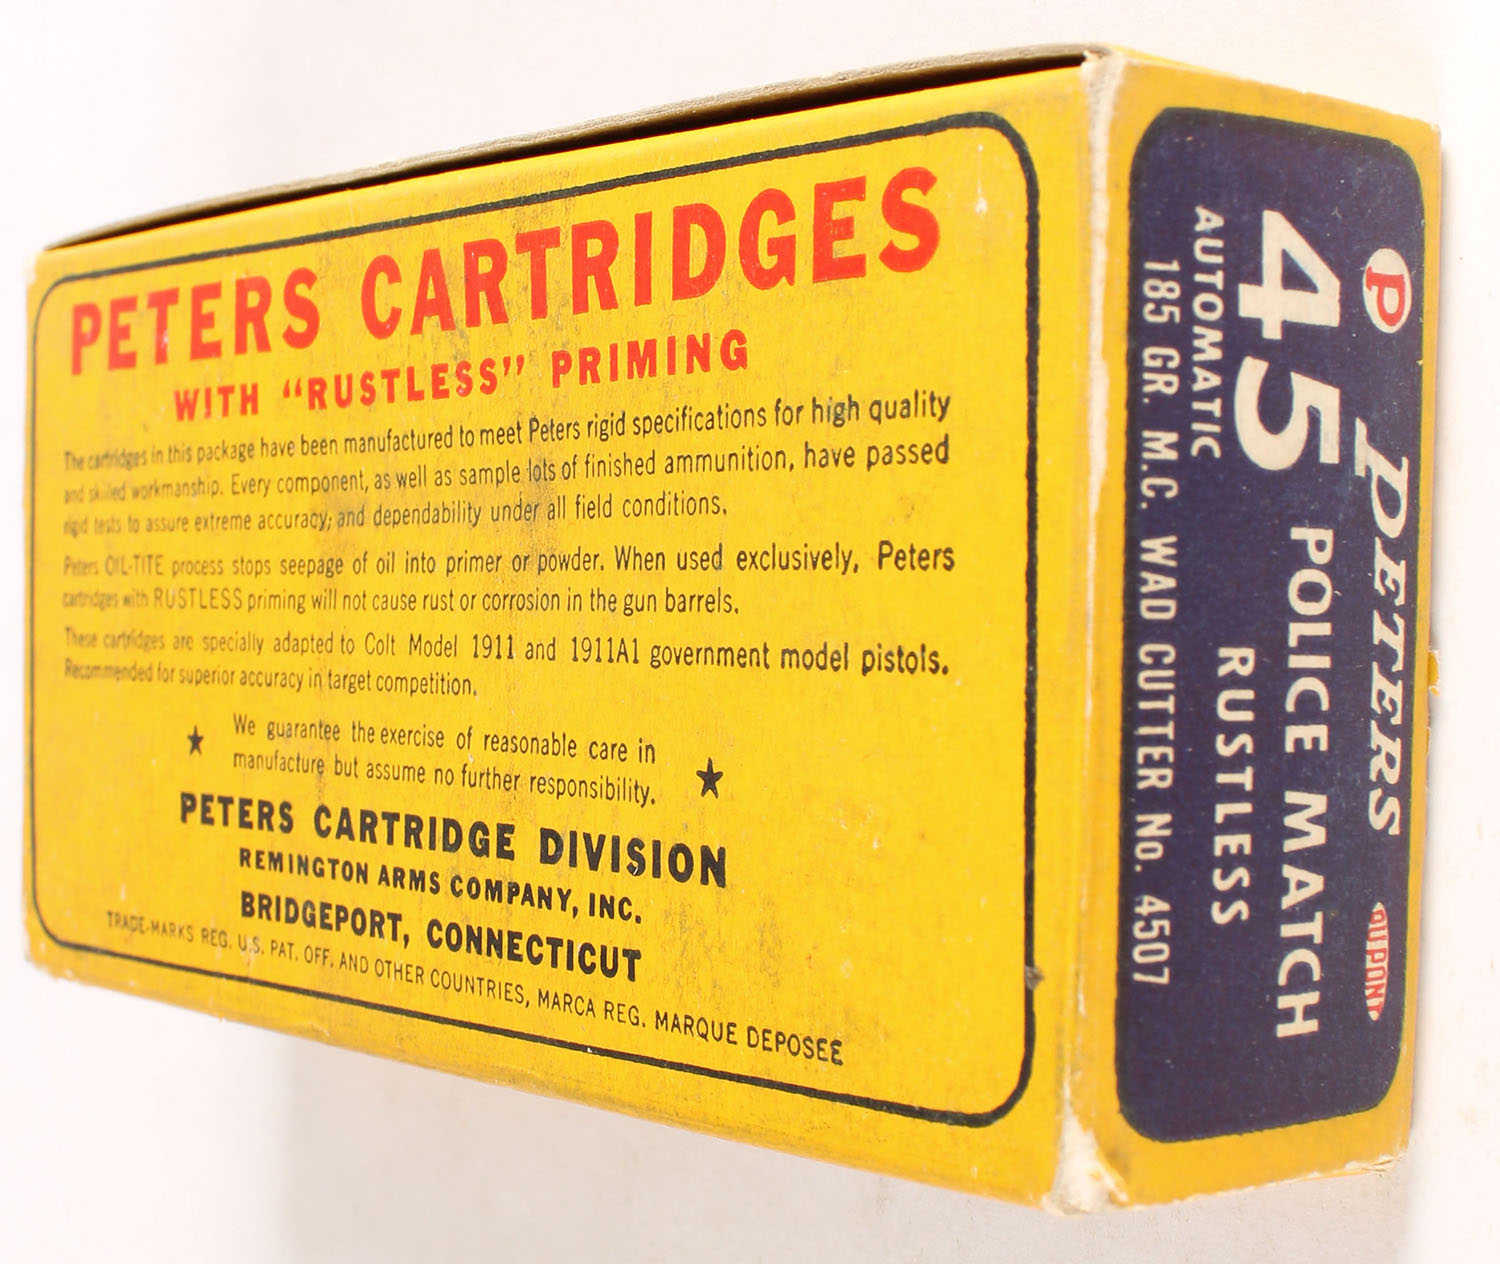 PETERS CARTRIDGES
WITH "RUSTLESS" PRIMING
The cartridges in this package have been manufactured to meet Peters rigid specifications for high quality
and skilled workmanship. Every component, as well as sample lots of finished ammunition, have passed
rigid tests to assure extreme accuracy, and dependability under all field conditions.
Peters OIL-TITE process stops seepage of oil into primer or powder. When used exclusively, Peters
cartridges with RUSTLESS priming will not cause rust or corrosion in the gun barrels.
These cartridges are specially adapted to Colt Model 1911 and 1911A1 government model pistols.
Recommended for superior accuracy in target competition.
★ We guarantee the exercise of reasonable care in
manufacture but assume no further responsibility. ★
PETERS CARTRIDGE DIVISION
REMINGTON ARMS COMPANY, INC.
BRIDGEPORT, CONNECTICUT
TRADE-MARKS REG. U.S. PAT. OFF. AND OTHER COUNTRIES, MARCA REG. MARQUE DEPOSEE
P PETERS DUPONT
45 POLICE MATCH
AUTOMATIC RUSTLESS
185 GR. M.C. WAD CUTTER No. 4507